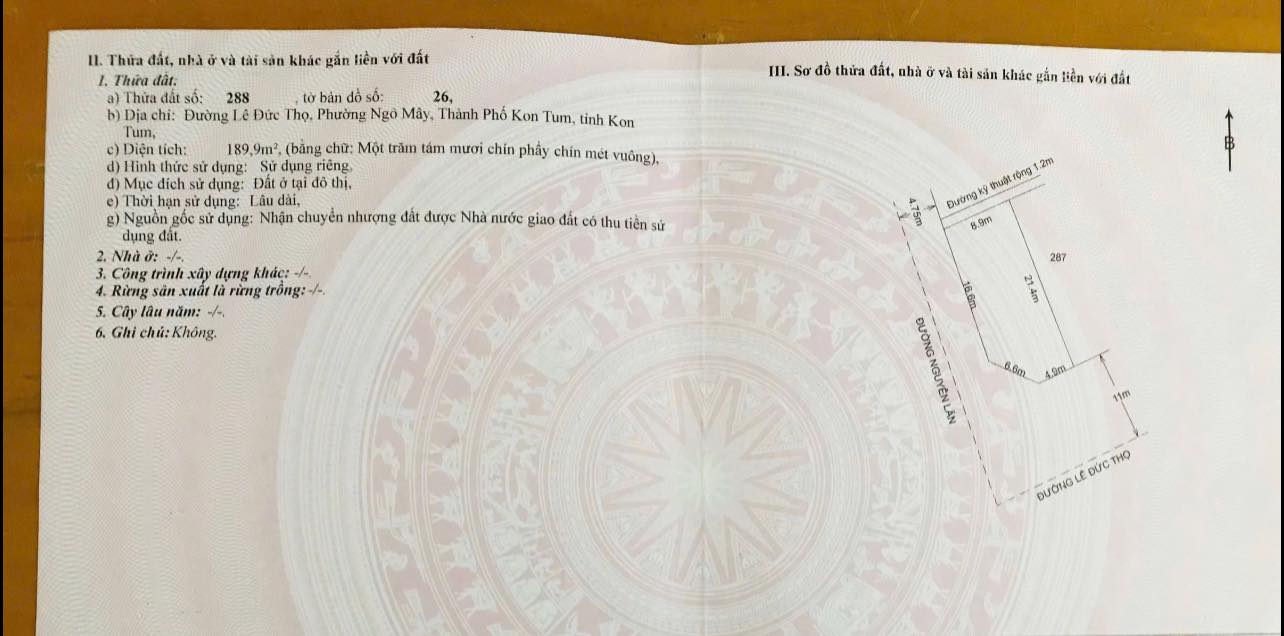 II. Thửa đất, nhà ở và tài sản khác gắn liền với đất
1. Thửa đất:
a) Thửa đất số: 288 , tờ bản đồ số: 26,
b) Địa chỉ: Đường Lê Đức Thọ, Phường Ngô Mây, Thành Phố Kon Tum, tỉnh Kon
Tum,
c) Diện tích: 189,9m², (bằng chữ: Một trăm tám mươi chín phẩy chín mét vuông),
d) Hình thức sử dụng: Sử dụng riêng,
đ) Mục đích sử dụng: Đất ở tại đô thị,
e) Thời hạn sử dụng: Lâu dài,
g) Nguồn gốc sử dụng: Nhận chuyển nhượng đất được Nhà nước giao đất có thu tiền sử
dụng đất.
2. Nhà ở: -/-.
3. Công trình xây dựng khác: -/-.
4. Rừng sản xuất là rừng trồng: -/-.
5. Cây lâu năm: -/-.
6. Ghi chú: Không.
III. Sơ đồ thửa đất, nhà ở và tài sản khác gắn liền với đất
B
Đường kỹ thuật rộng 1.2m
4.75m
8.9m
287
16.6m
21.4m
ĐƯỜNG NGUYỄN LÂN
6.6m
4.9m
11m
ĐƯỜNG LÊ ĐỨC THỌ